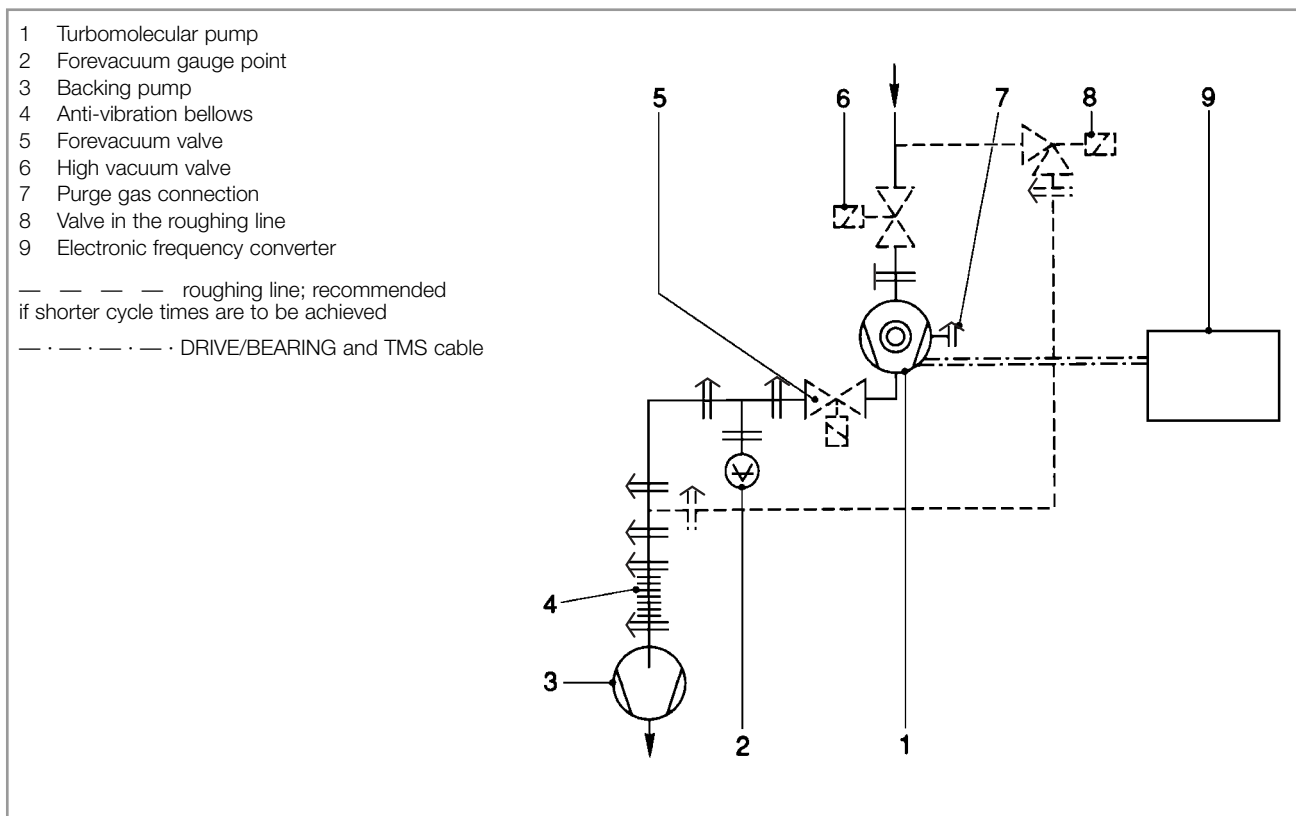 1 Turbomolecular pump
2 Forevacuum gauge point
3 Backing pump
4 Anti-vibration bellows
5 Forevacuum valve
6 High vacuum valve
7 Purge gas connection
8 Valve in the roughing line
9 Electronic frequency converter
— — — — roughing line; recommended
if shorter cycle times are to be achieved
— · — · — · — · DRIVE/BEARING and TMS cable
5
6
7
8
9
4
3
2
1